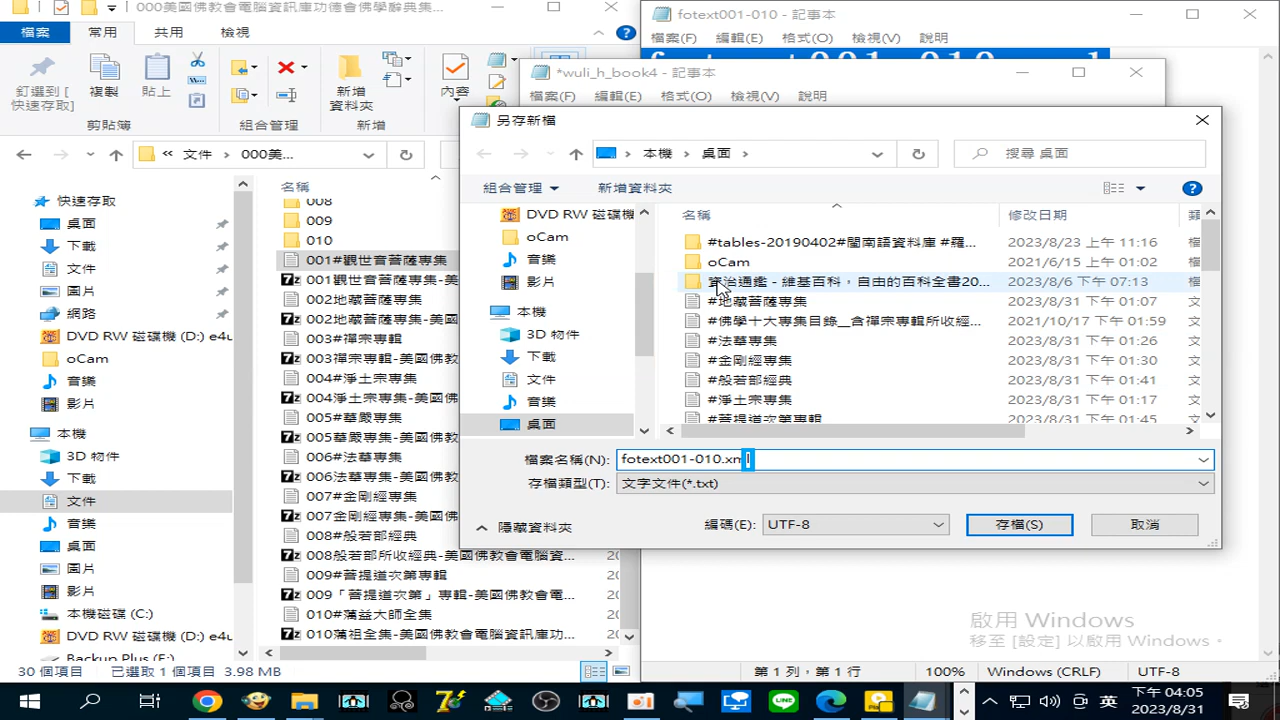 000美國佛教會電腦資訊庫功德會佛學辭典集...
檔案
常用
共用
檢視
釘選到 [
快速存取]
複製
貼上
剪貼簿
組合管理
新增
資料夾
新增
內容
« 文件 › 000美...
快速存取
桌面
下載
文件
圖片
網路
DVD RW 磁碟機 (D:) e4u
oCam
音樂
影片
本機
3D 物件
下載
文件
音樂
桌面
圖片
影片
本機磁碟 (C:)
DVD RW 磁碟機 (D:) e4u
Backup Plus (E:)
名稱
008
009
010
001#觀世音菩薩專集
001觀世音菩薩專集-美
002地藏菩薩專集
002地藏菩薩專集-美國
003#禪宗專輯
003禪宗專輯-美國佛教
004#淨土宗專集
004淨土宗專集-美國佛
005#華嚴專集
005華嚴專集-美國佛教
006#法華專集
006法華專集-美國佛教
007#金剛經專集
007金剛經專集-美國佛
008#般若部
008般若部所收經典-美國佛教會電腦資...
009#菩提道次第專輯
009「菩提道次第」專輯-美國佛教會電...
010#蕅益大師全集
010蕅祖全集-美國佛教會電腦資訊庫功...
30 個項目
已選取 1 個項目 3.98 MB
fotext001-010 - 記事本
檔案(F)
編輯(E)
格式(O)
檢視(V)
說明
*wuli_h_book4 - 記事本
檔案(F)
編輯(E)
格式(O)
檢視(V)
說明
另存新檔
› 本機 › 桌面 ›
搜尋 桌面
組合管理
新增資料夾
DVD RW 磁碟機
oCam
音樂
影片
本機
3D 物件
下載
文件
音樂
桌面
名稱
修改日期
類
#tables-20190402#閩南語資料庫 #羅...
2023/8/23 上午 11:16
檔
oCam
2021/6/15 上午 01:02
檔
資治通鑑 - 維基百科，自由的百科全書20...
2023/8/6 下午 07:13
檔
#地藏菩薩專集
2023/8/31 下午 01:07
文
#佛學十大專集目錄__含禪宗專輯所收經...
2021/10/17 下午 01:59
文
#法華專集
2023/8/31 下午 01:26
文
#金剛經專集
2023/8/31 下午 01:30
文
#般若部經典
2023/8/31 下午 01:41
文
#淨土宗專集
2023/8/31 下午 01:17
文
#菩提道次第專輯
2023/8/31 下午 01:45
文
檔案名稱(N):
fotext001-010.xml
存檔類型(T):
文字文件(*.txt)
隱藏資料夾
編碼(E):
UTF-8
存檔(S)
取消
啟用 Windows
移至 [設定] 以啟用 Windows。
第 1 列，第 1 行
100%
Windows (CRLF)
UTF-8
LINE
英
下午 04:05
2023/8/31